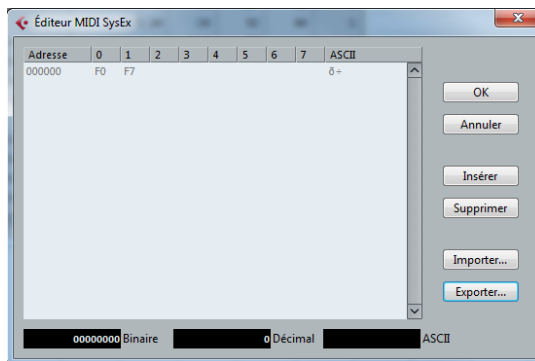 Éditeur MIDI SysEx
Adresse 0 1 2 3 4 5 6 7 ASCII
000000 F0 F7 ð÷
OK
Annuler
Insérer
Supprimer
Importer...
Exporter...
00000000 Binaire 0 Décimal ASCII